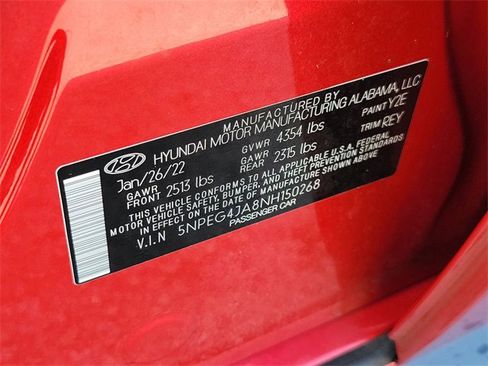 MANUFACTURED BY
HYUNDAI MOTOR MANUFACTURING ALABAMA, LLC
Jan/26/22 GVWR 4354 lbs PAINT Y2E
GAWR FRONT 2513 lbs GAWR REAR 2315 lbs TRIM REY
THIS VEHICLE CONFORMS TO ALL APPLICABLE U.S.A. FEDERAL
MOTOR VEHICLE SAFETY, BUMPER, AND THEFT PREVENTION STANDARDS
IN EFFECT ON THE DATE OF MANUFACTURE SHOWN ABOVE.
V.I.N 5NPEG4JA8NH150268
PASSENGER CAR